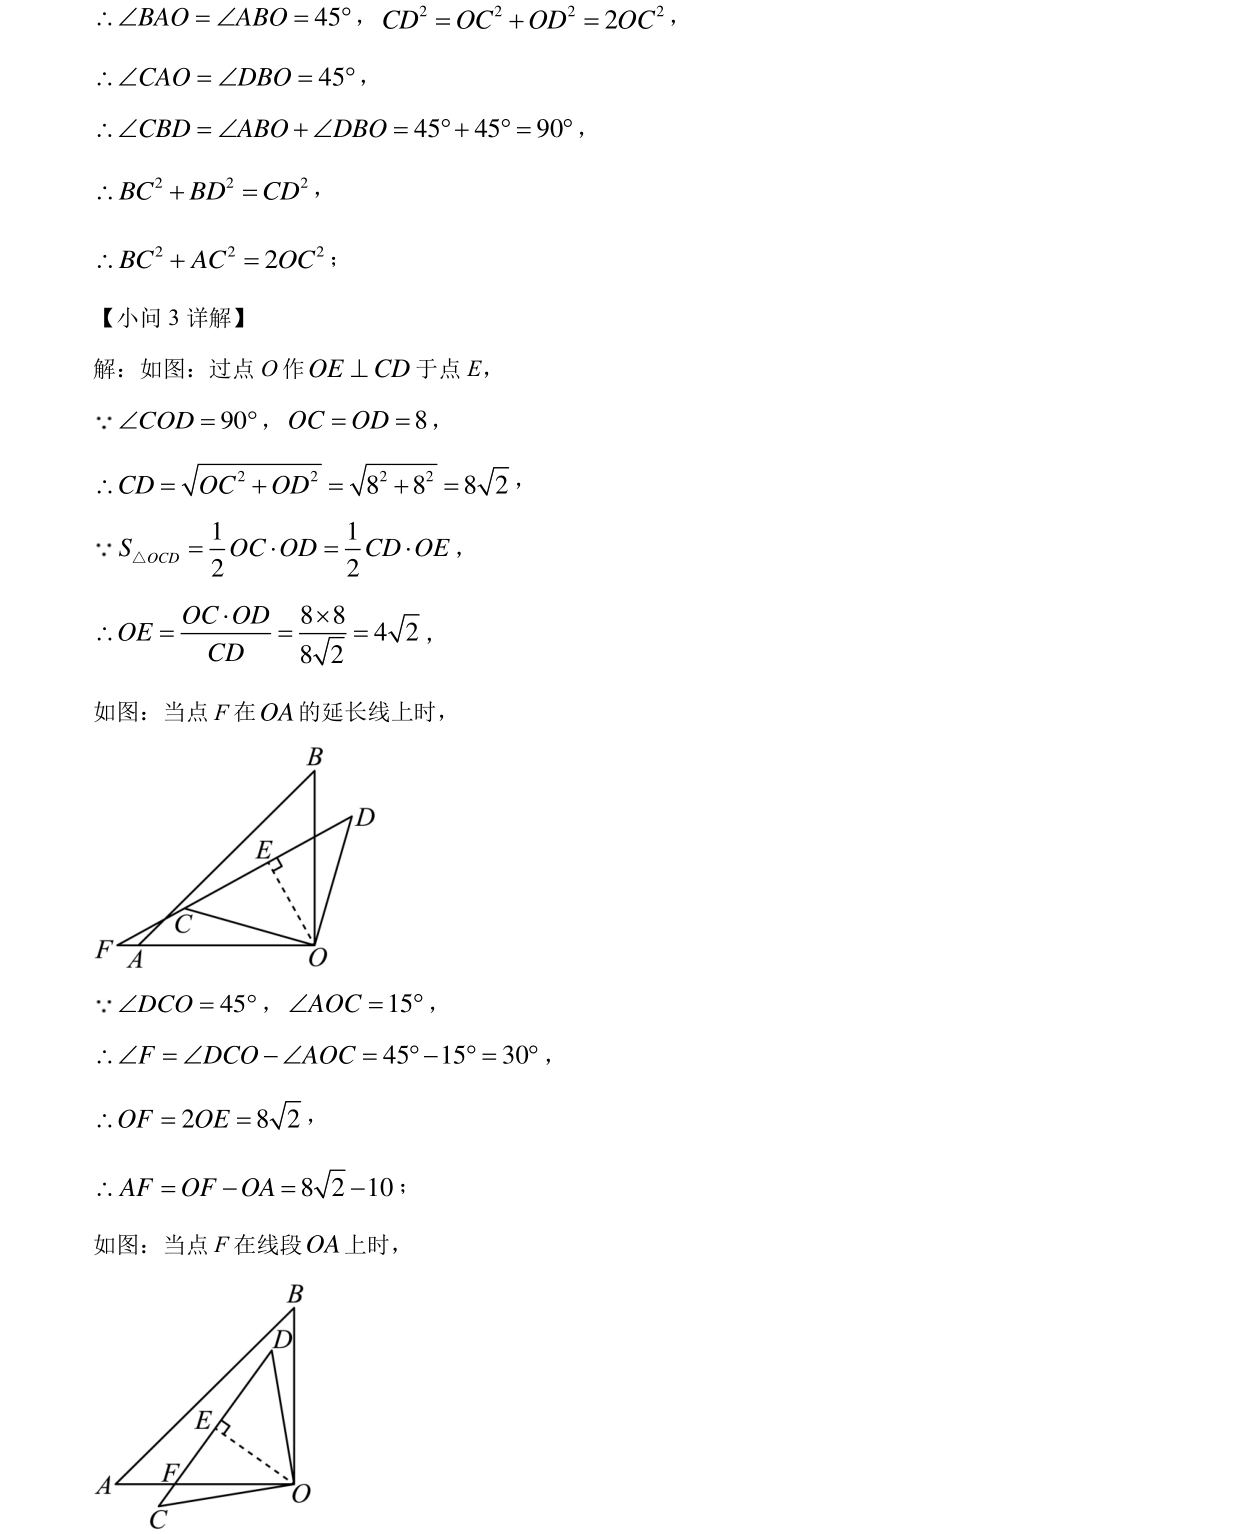 ∴∠BAO=∠ABO=45°，CD²=OC²+OD²=2OC²，
∴∠CAO=∠DBO=45°，
∴∠CBD=∠ABO+∠DBO=45°+45°=90°，
∴BC²+BD²=CD²，
∴BC²+AC²=2OC²；
【小问 3 详解】
解：如图：过点 O 作 OE⊥CD 于点 E，
∵∠COD=90°，OC=OD=8，
∴CD=√(OC²+OD²)=√(8²+8²)=8√2，
∵S△OCD=1/2 OC·OD=1/2 CD·OE，
∴OE=(OC·OD)/CD=(8×8)/(8√2)=4√2，
如图：当点 F 在 OA 的延长线上时，
B
D
E
C
F
A
O
∵∠DCO=45°，∠AOC=15°，
∴∠F=∠DCO−∠AOC=45°−15°=30°，
∴OF=2OE=8√2，
∴AF=OF−OA=8√2−10；
如图：当点 F 在线段 OA 上时，
B
D
E
F
A
O
C